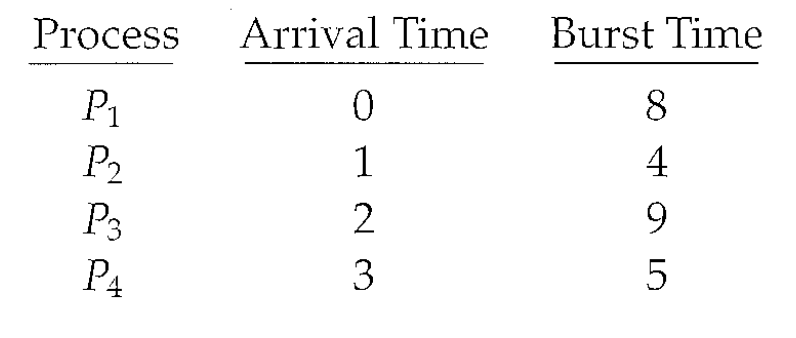 Process Arrival Time Burst Time
P1 0 8
P2 1 4
P3 2 9
P4 3 5